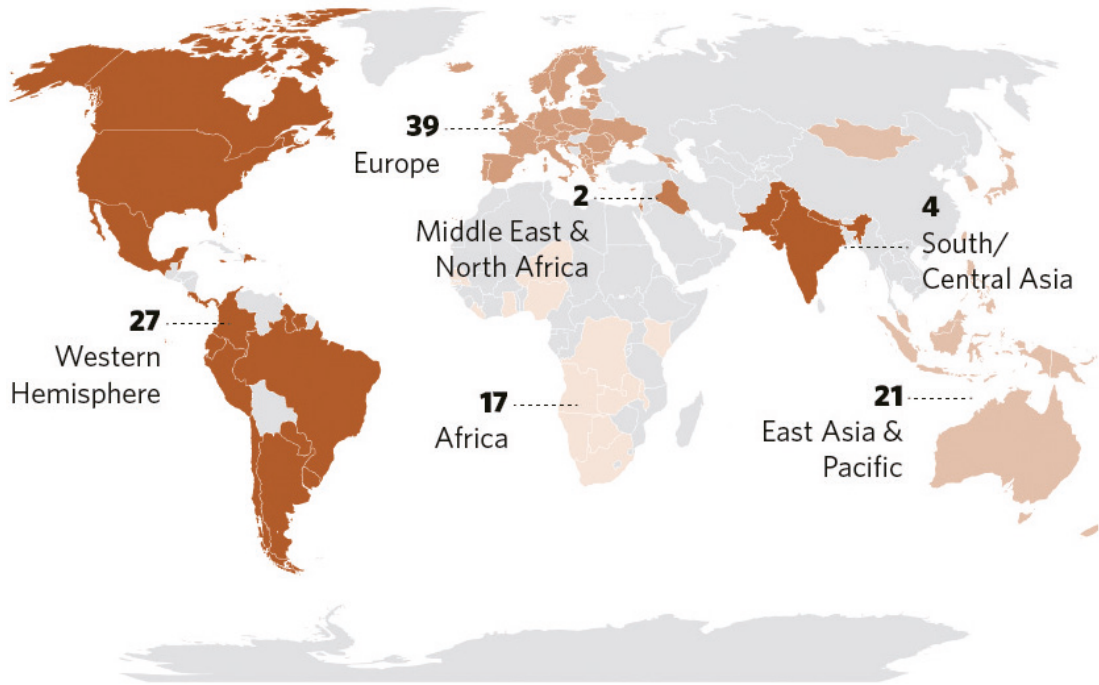 39
Europe
2
Middle East &
North Africa
4
South/
Central Asia
27
Western
Hemisphere
17
Africa
21
East Asia &
Pacific